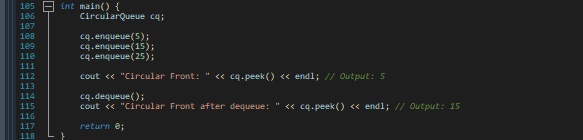 105 int main() {
106 CircularQueue cq;
107
108 cq.enqueue(5);
109 cq.enqueue(15);
110 cq.enqueue(25);
111
112 cout << "Circular Front: " << cq.peek() << endl; // Output: 5
113
114 cq.dequeue();
115 cout << "Circular Front after dequeue: " << cq.peek() << endl; // Output: 15
116
117 return 0;
118 }